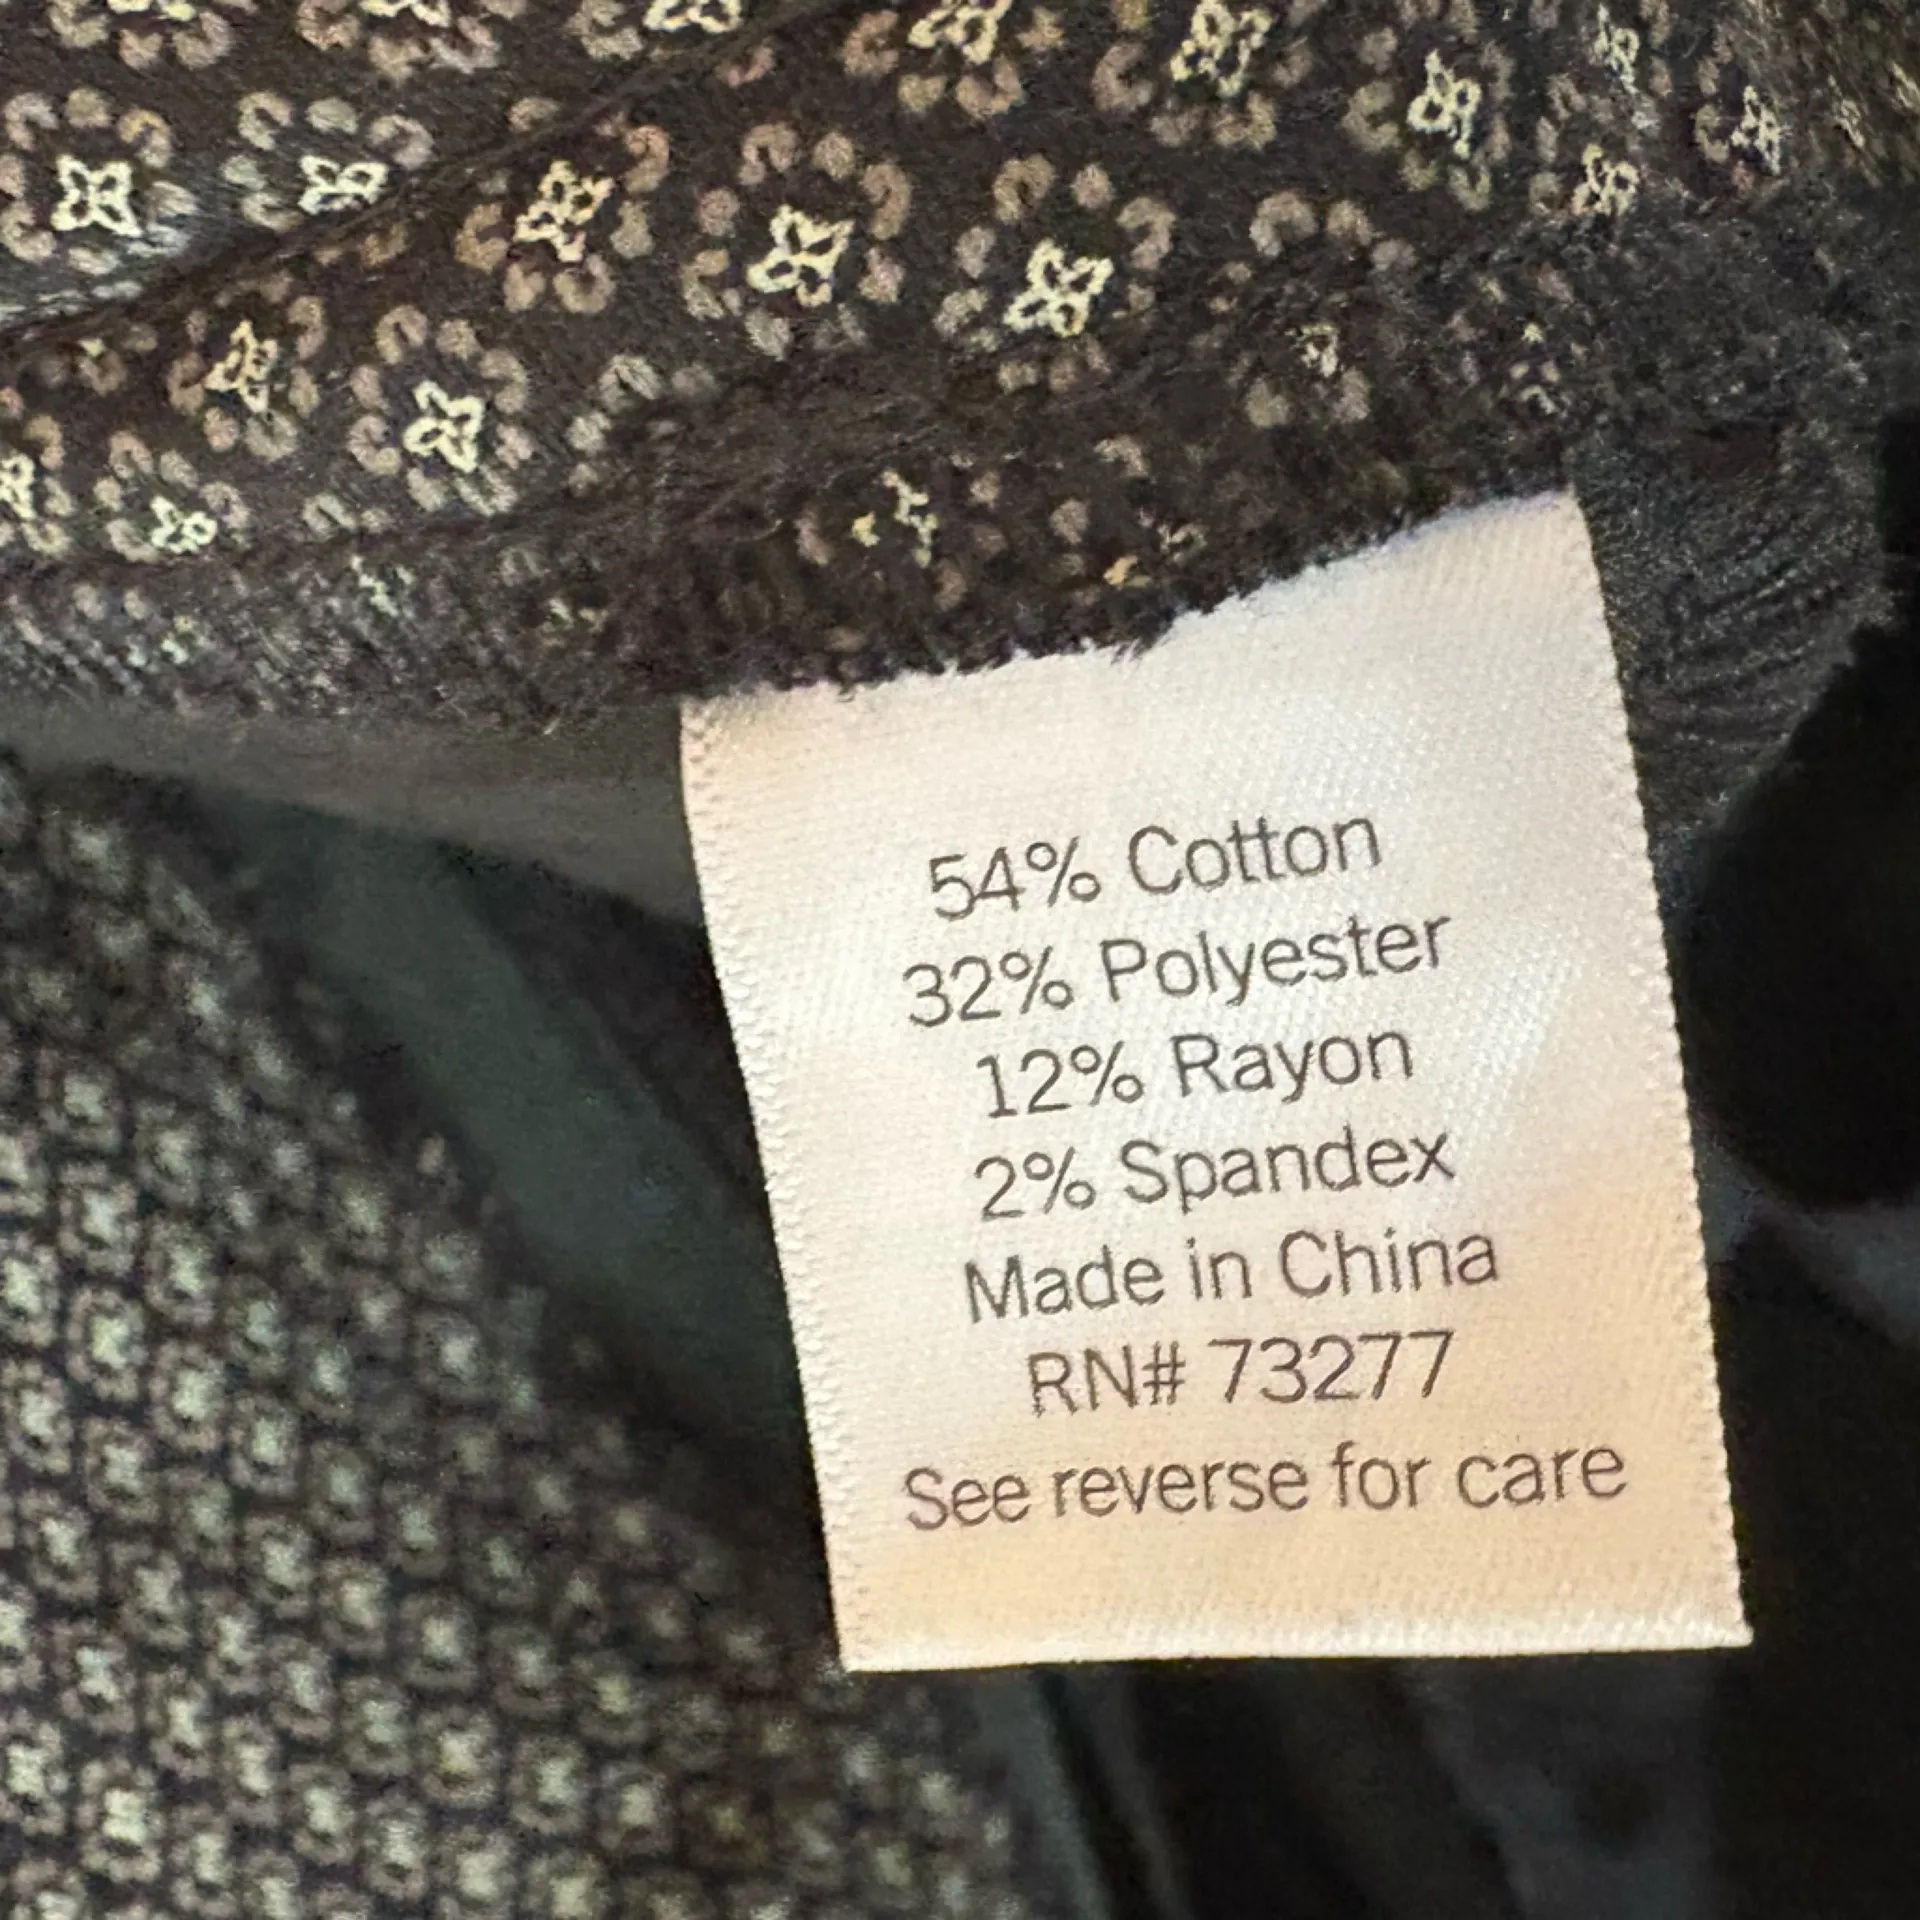 54% Cotton
32% Polyester
12% Rayon
2% Spandex
Made in China
RN# 73277
See reverse for care